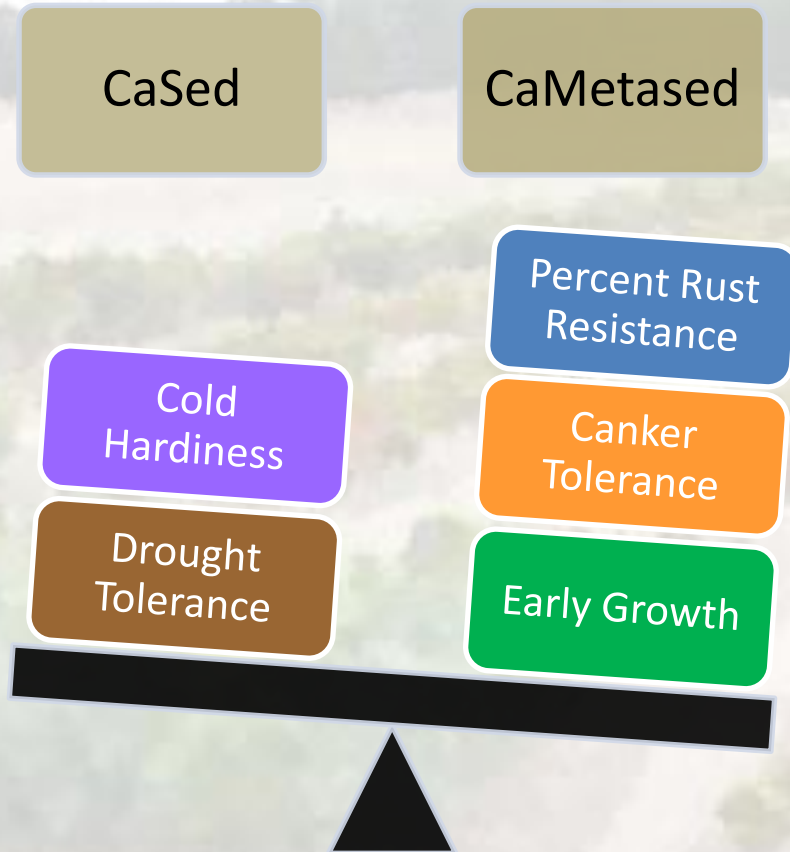 CaSed
CaMetased
Percent Rust
Resistance
Cold
Hardiness
Canker
Tolerance
Drought
Tolerance
Early Growth